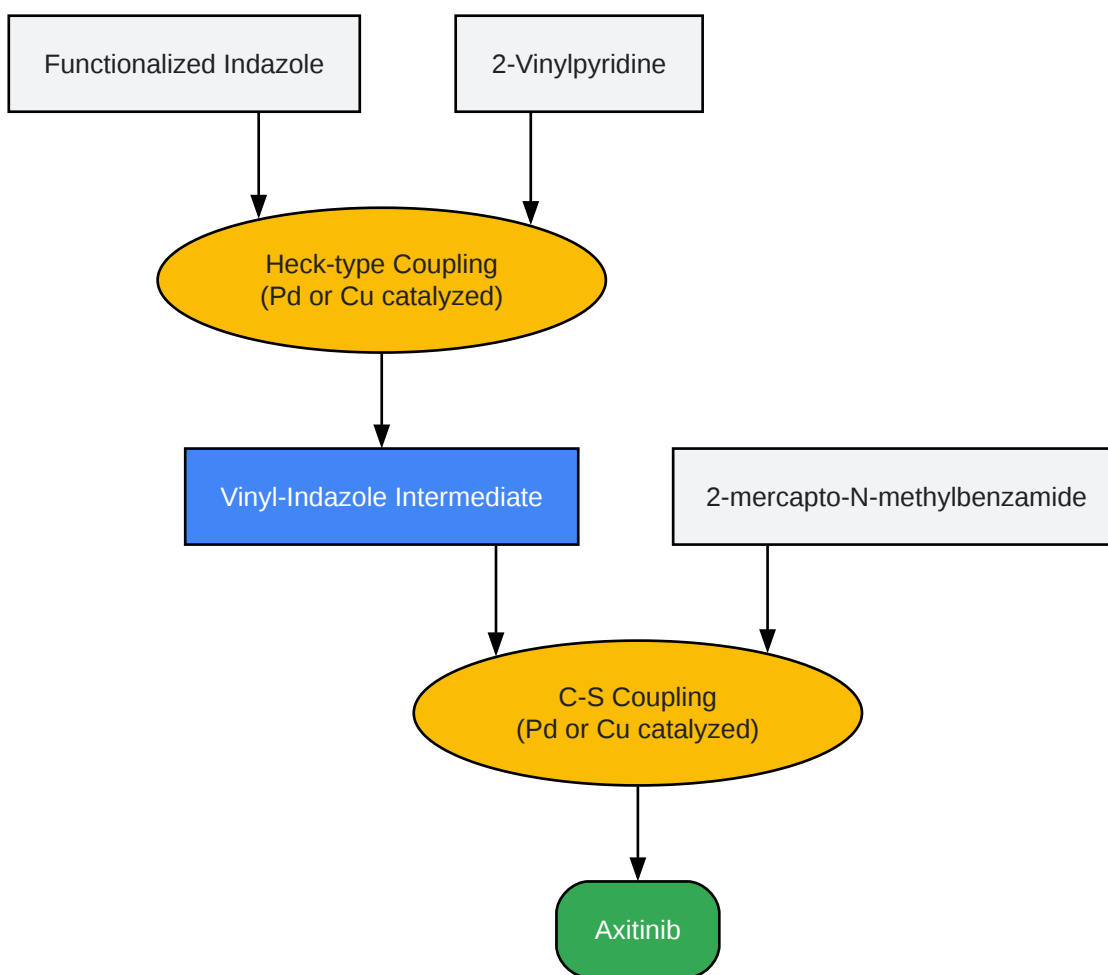 Functionalized Indazole
2-Vinylpyridine
Heck-type Coupling
(Pd or Cu catalyzed)
Vinyl-Indazole Intermediate
2-mercapto-N-methylbenzamide
C-S Coupling
(Pd or Cu catalyzed)
Axitinib